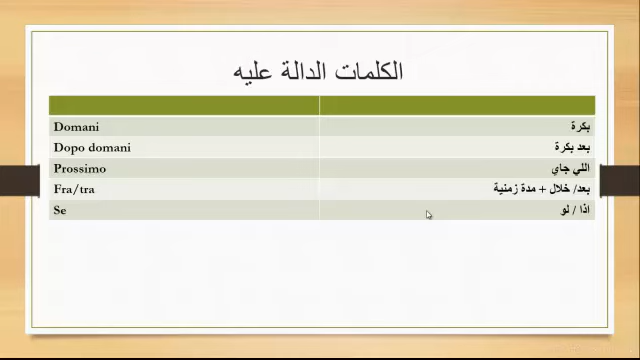 الكلمات الدالة عليه
Domani بكرة
Dopo domani بعد بكرة
Prossimo اللي جاي
Fra/tra بعد/ خلال + مدة زمنية
Se اذا / لو